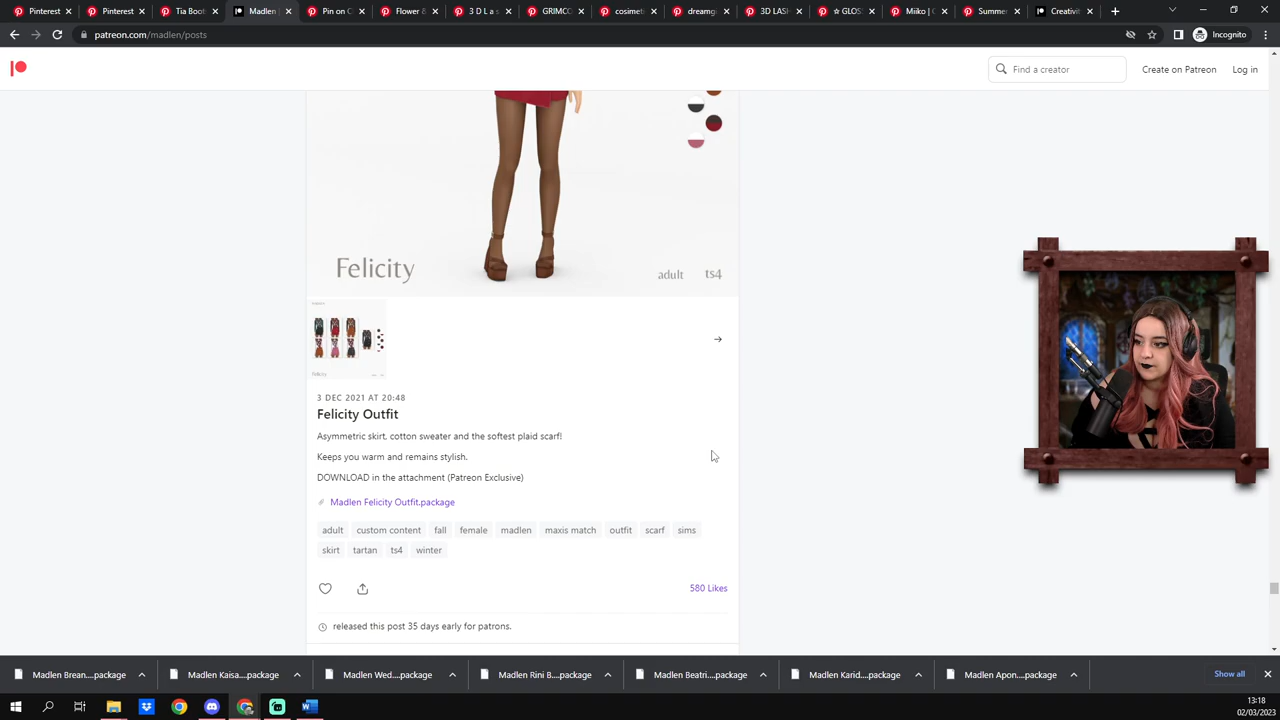 Pinterest
Pinterest
Tia Boot
Madlen |
Pin on C
Flower &
3 D L a s
GRIMCO
cosimeti
dreamg
3D LASH
☆ GLOSS
Miiko | C
Summe
Creativit
patreon.com/madlen/posts
Incognito
Find a creator
Create on Patreon
Log in
Felicity
adult
ts4
3 DEC 2021 AT 20:48
Felicity Outfit
Asymmetric skirt, cotton sweater and the softest plaid scarf!
Keeps you warm and remains stylish.
DOWNLOAD in the attachment (Patreon Exclusive)
Madlen Felicity Outfit.package
adult custom content fall female madlen maxis match outfit scarf sims
skirt tartan ts4 winter
580 Likes
released this post 35 days early for patrons.
Madlen Brean....package
Madlen Kaisa....package
Madlen Wed....package
Madlen Rini B....package
Madlen Beatri....package
Madlen Karid....package
Madlen Apon....package
Show all
13:18
02/03/2023